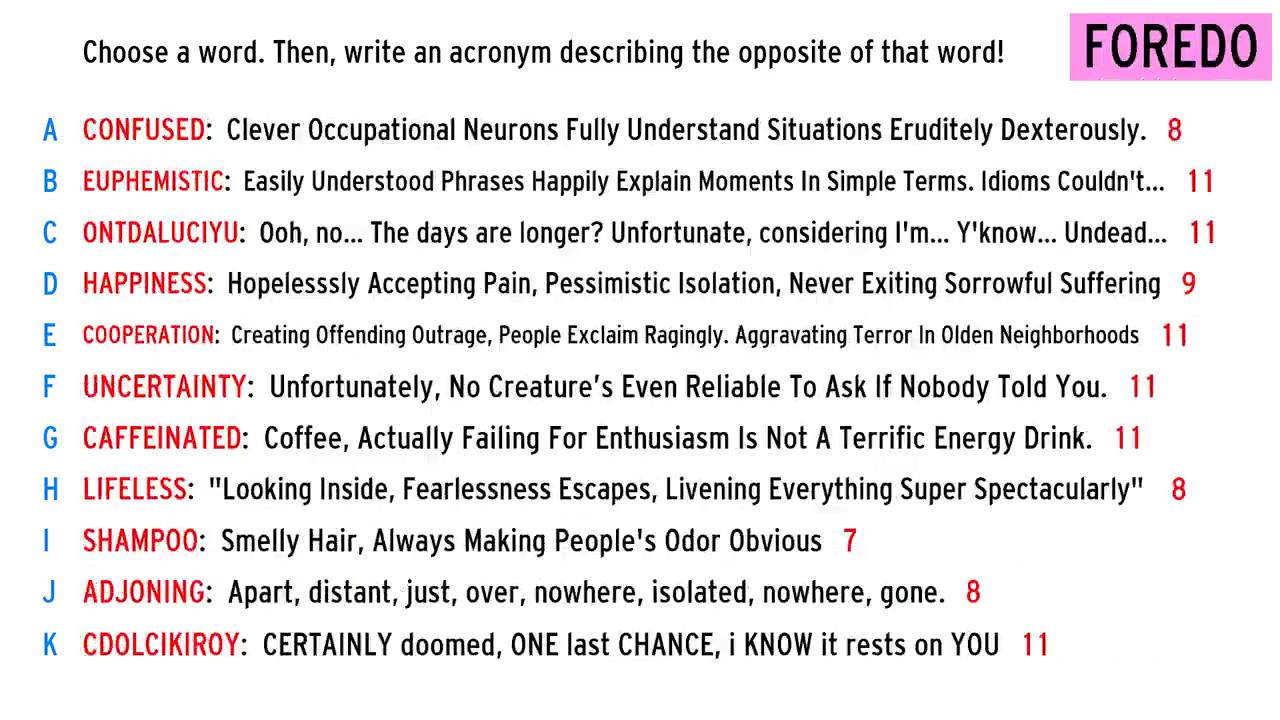 Choose a word. Then, write an acronym describing the opposite of that word!
FOREDO
A CONFUSED: Clever Occupational Neurons Fully Understand Situations Eruditely Dexterously. 8
B EUPHEMISTIC: Easily Understood Phrases Happily Explain Moments In Simple Terms. Idioms Couldn't... 11
C ONTDALUCIYU: Ooh, no... The days are longer? Unfortunate, considering I'm... Y'know... Undead... 11
D HAPPINESS: Hopelesssly Accepting Pain, Pessimistic Isolation, Never Exiting Sorrowful Suffering 9
E COOPERATION: Creating Offending Outrage, People Exclaim Ragingly. Aggravating Terror In Olden Neighborhoods 11
F UNCERTAINTY: Unfortunately, No Creature's Even Reliable To Ask If Nobody Told You. 11
G CAFFEINATED: Coffee, Actually Failing For Enthusiasm Is Not A Terrific Energy Drink. 11
H LIFELESS: "Looking Inside, Fearlessness Escapes, Livening Everything Super Spectacularly" 8
I SHAMPOO: Smelly Hair, Always Making People's Odor Obvious 7
J ADJONING: Apart, distant, just, over, nowhere, isolated, nowhere, gone. 8
K CDOLCIKIROY: CERTAINLY doomed, ONE last CHANCE, i KNOW it rests on YOU 11